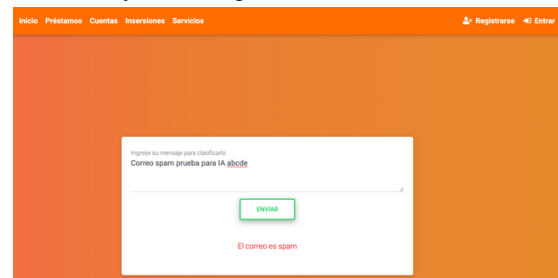 Inicio Préstamos Cuentas Insersiones Servicios Registrarse Entrar
Ingrese su mensaje para clasificarlo
Correo spam prueba para IA abcde
ENVIAR
El correo es spam